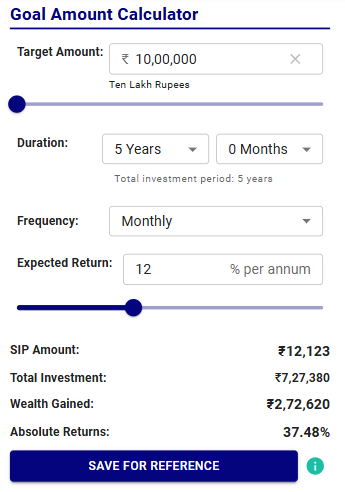 Goal Amount Calculator
Target Amount: ₹ 10,00,000
Ten Lakh Rupees
Duration: 5 Years 0 Months
Total investment period: 5 years
Frequency: Monthly
Expected Return: 12 % per annum
SIP Amount: ₹12,123
Total Investment: ₹7,27,380
Wealth Gained: ₹2,72,620
Absolute Returns: 37.48%
SAVE FOR REFERENCE i